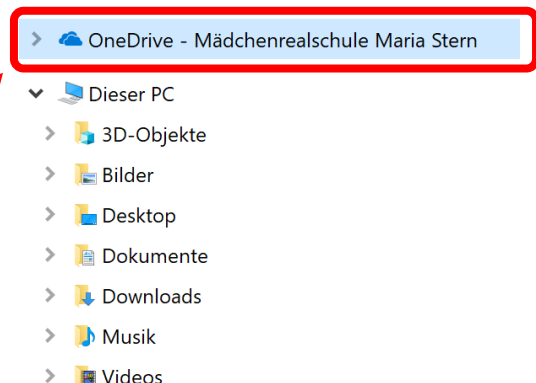 OneDrive - Mädchenrealschule Maria Stern
Dieser PC
3D-Objekte
Bilder
Desktop
Dokumente
Downloads
Musik
Videos